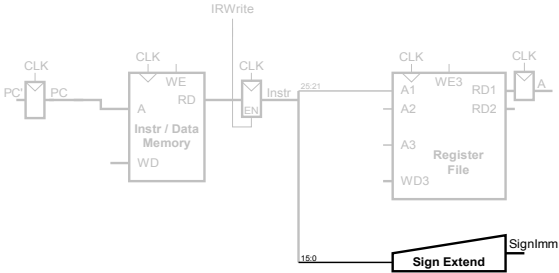 IRWrite
CLK
CLK
CLK
CLK
CLK
PC'
PC
WE
A
RD
Instr / Data
Memory
WD
EN
Instr
25:21
A1
WE3
RD1
A
A2
RD2
A3
Register
File
WD3
15:0
Sign Extend
SignImm